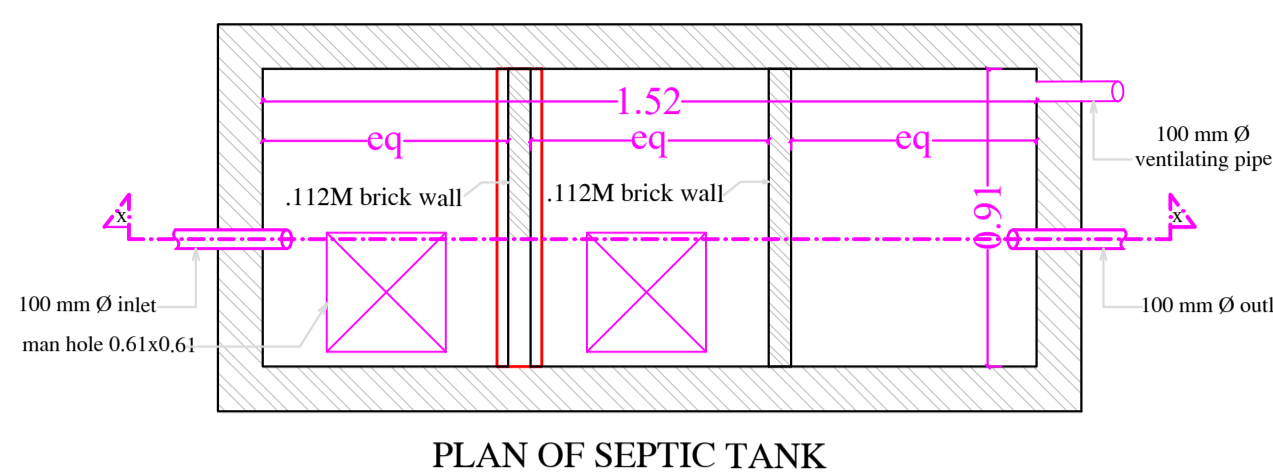 1.52
eq
eq
eq
100 mm Ø
ventilating pipe
.112M brick wall
.112M brick wall
0.91
x
x
100 mm Ø inlet
100 mm Ø outl
man hole 0.61x0.61
PLAN OF SEPTIC TANK